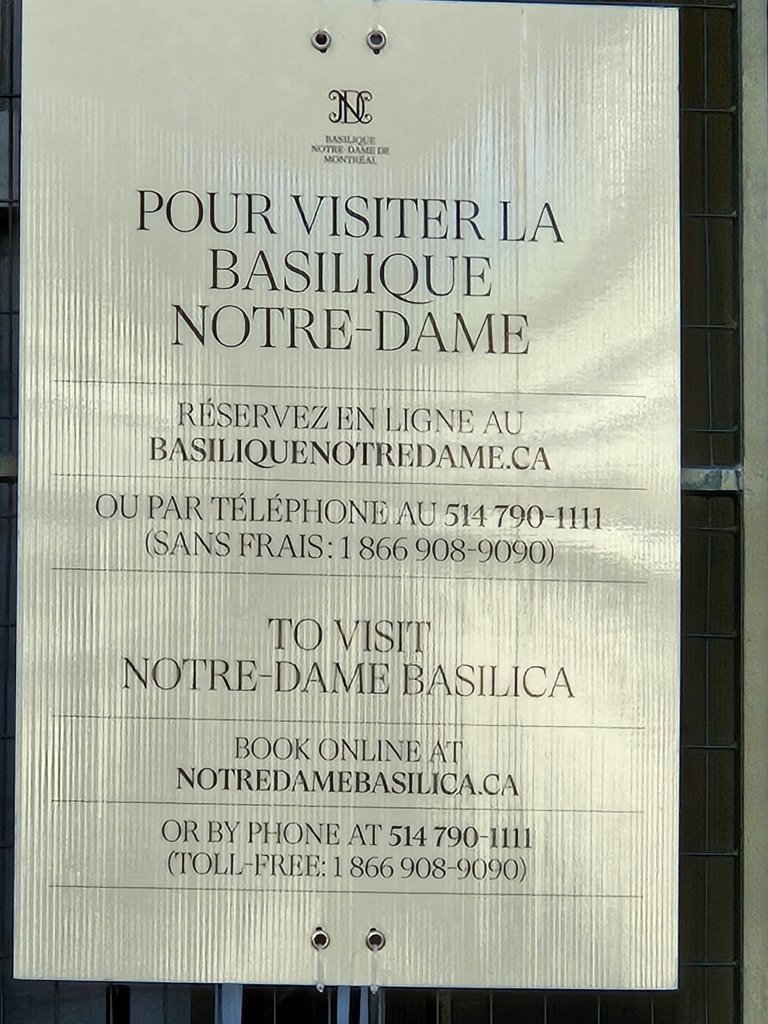 BASILIQUE
NOTRE-DAME DE
MONTRÉAL
POUR VISITER LA
BASILIQUE
NOTRE-DAME
RÉSERVEZ EN LIGNE AU
BASILIQUENOTREDAME.CA
OU PAR TÉLÉPHONE AU 514 790-1111
(SANS FRAIS : 1 866 908-9090)
TO VISIT
NOTRE-DAME BASILICA
BOOK ONLINE AT
NOTREDAMEBASILICA.CA
OR BY PHONE AT 514 790-1111
(TOLL-FREE: 1 866 908-9090)